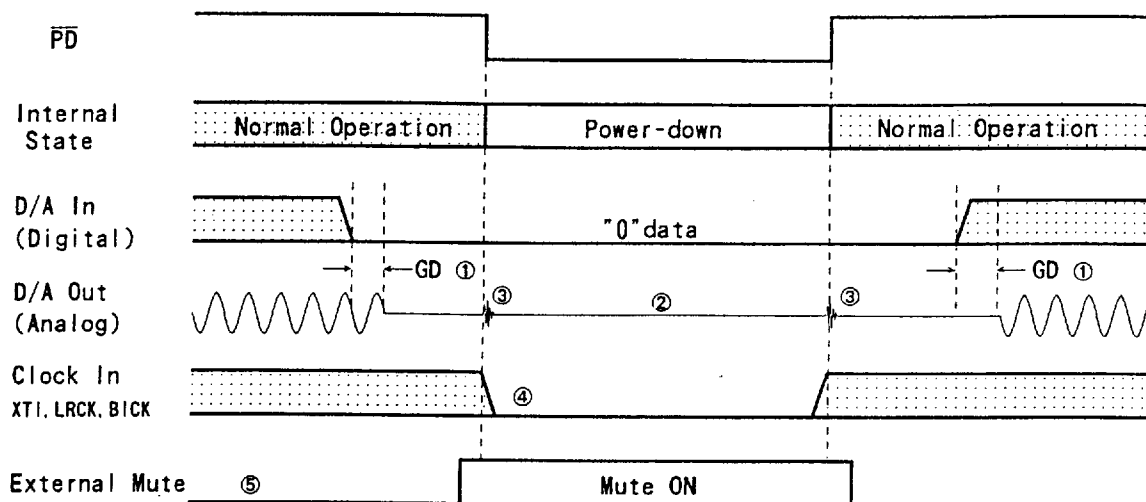 PD
Internal
State
Normal Operation
Power-down
Normal Operation
D/A In
(Digital)
"0" data
GD ①
GD ①
D/A Out
(Analog)
③
②
③
Clock In
XTI, LRCK, BICK
④
External Mute
⑤
Mute ON